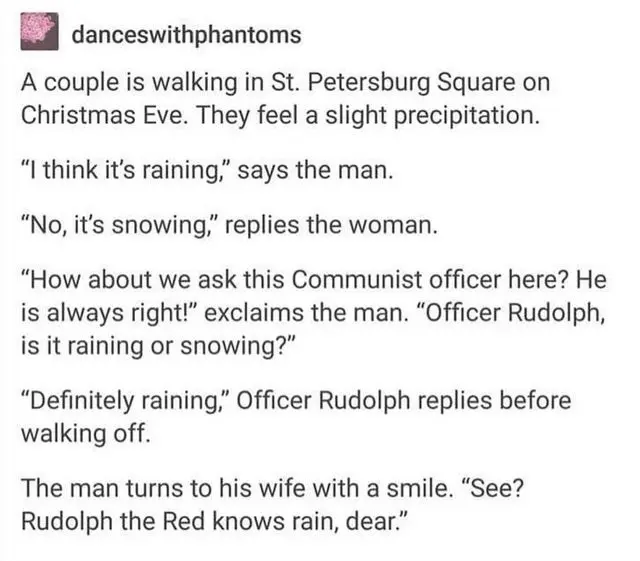 danceswithphantoms
A couple is walking in St. Petersburg Square on
Christmas Eve. They feel a slight precipitation.
“I think it’s raining,” says the man.
“No, it’s snowing,” replies the woman.
“How about we ask this Communist officer here? He
is always right!” exclaims the man. “Officer Rudolph,
is it raining or snowing?”
“Definitely raining,” Officer Rudolph replies before
walking off.
The man turns to his wife with a smile. “See?
Rudolph the Red knows rain, dear.”